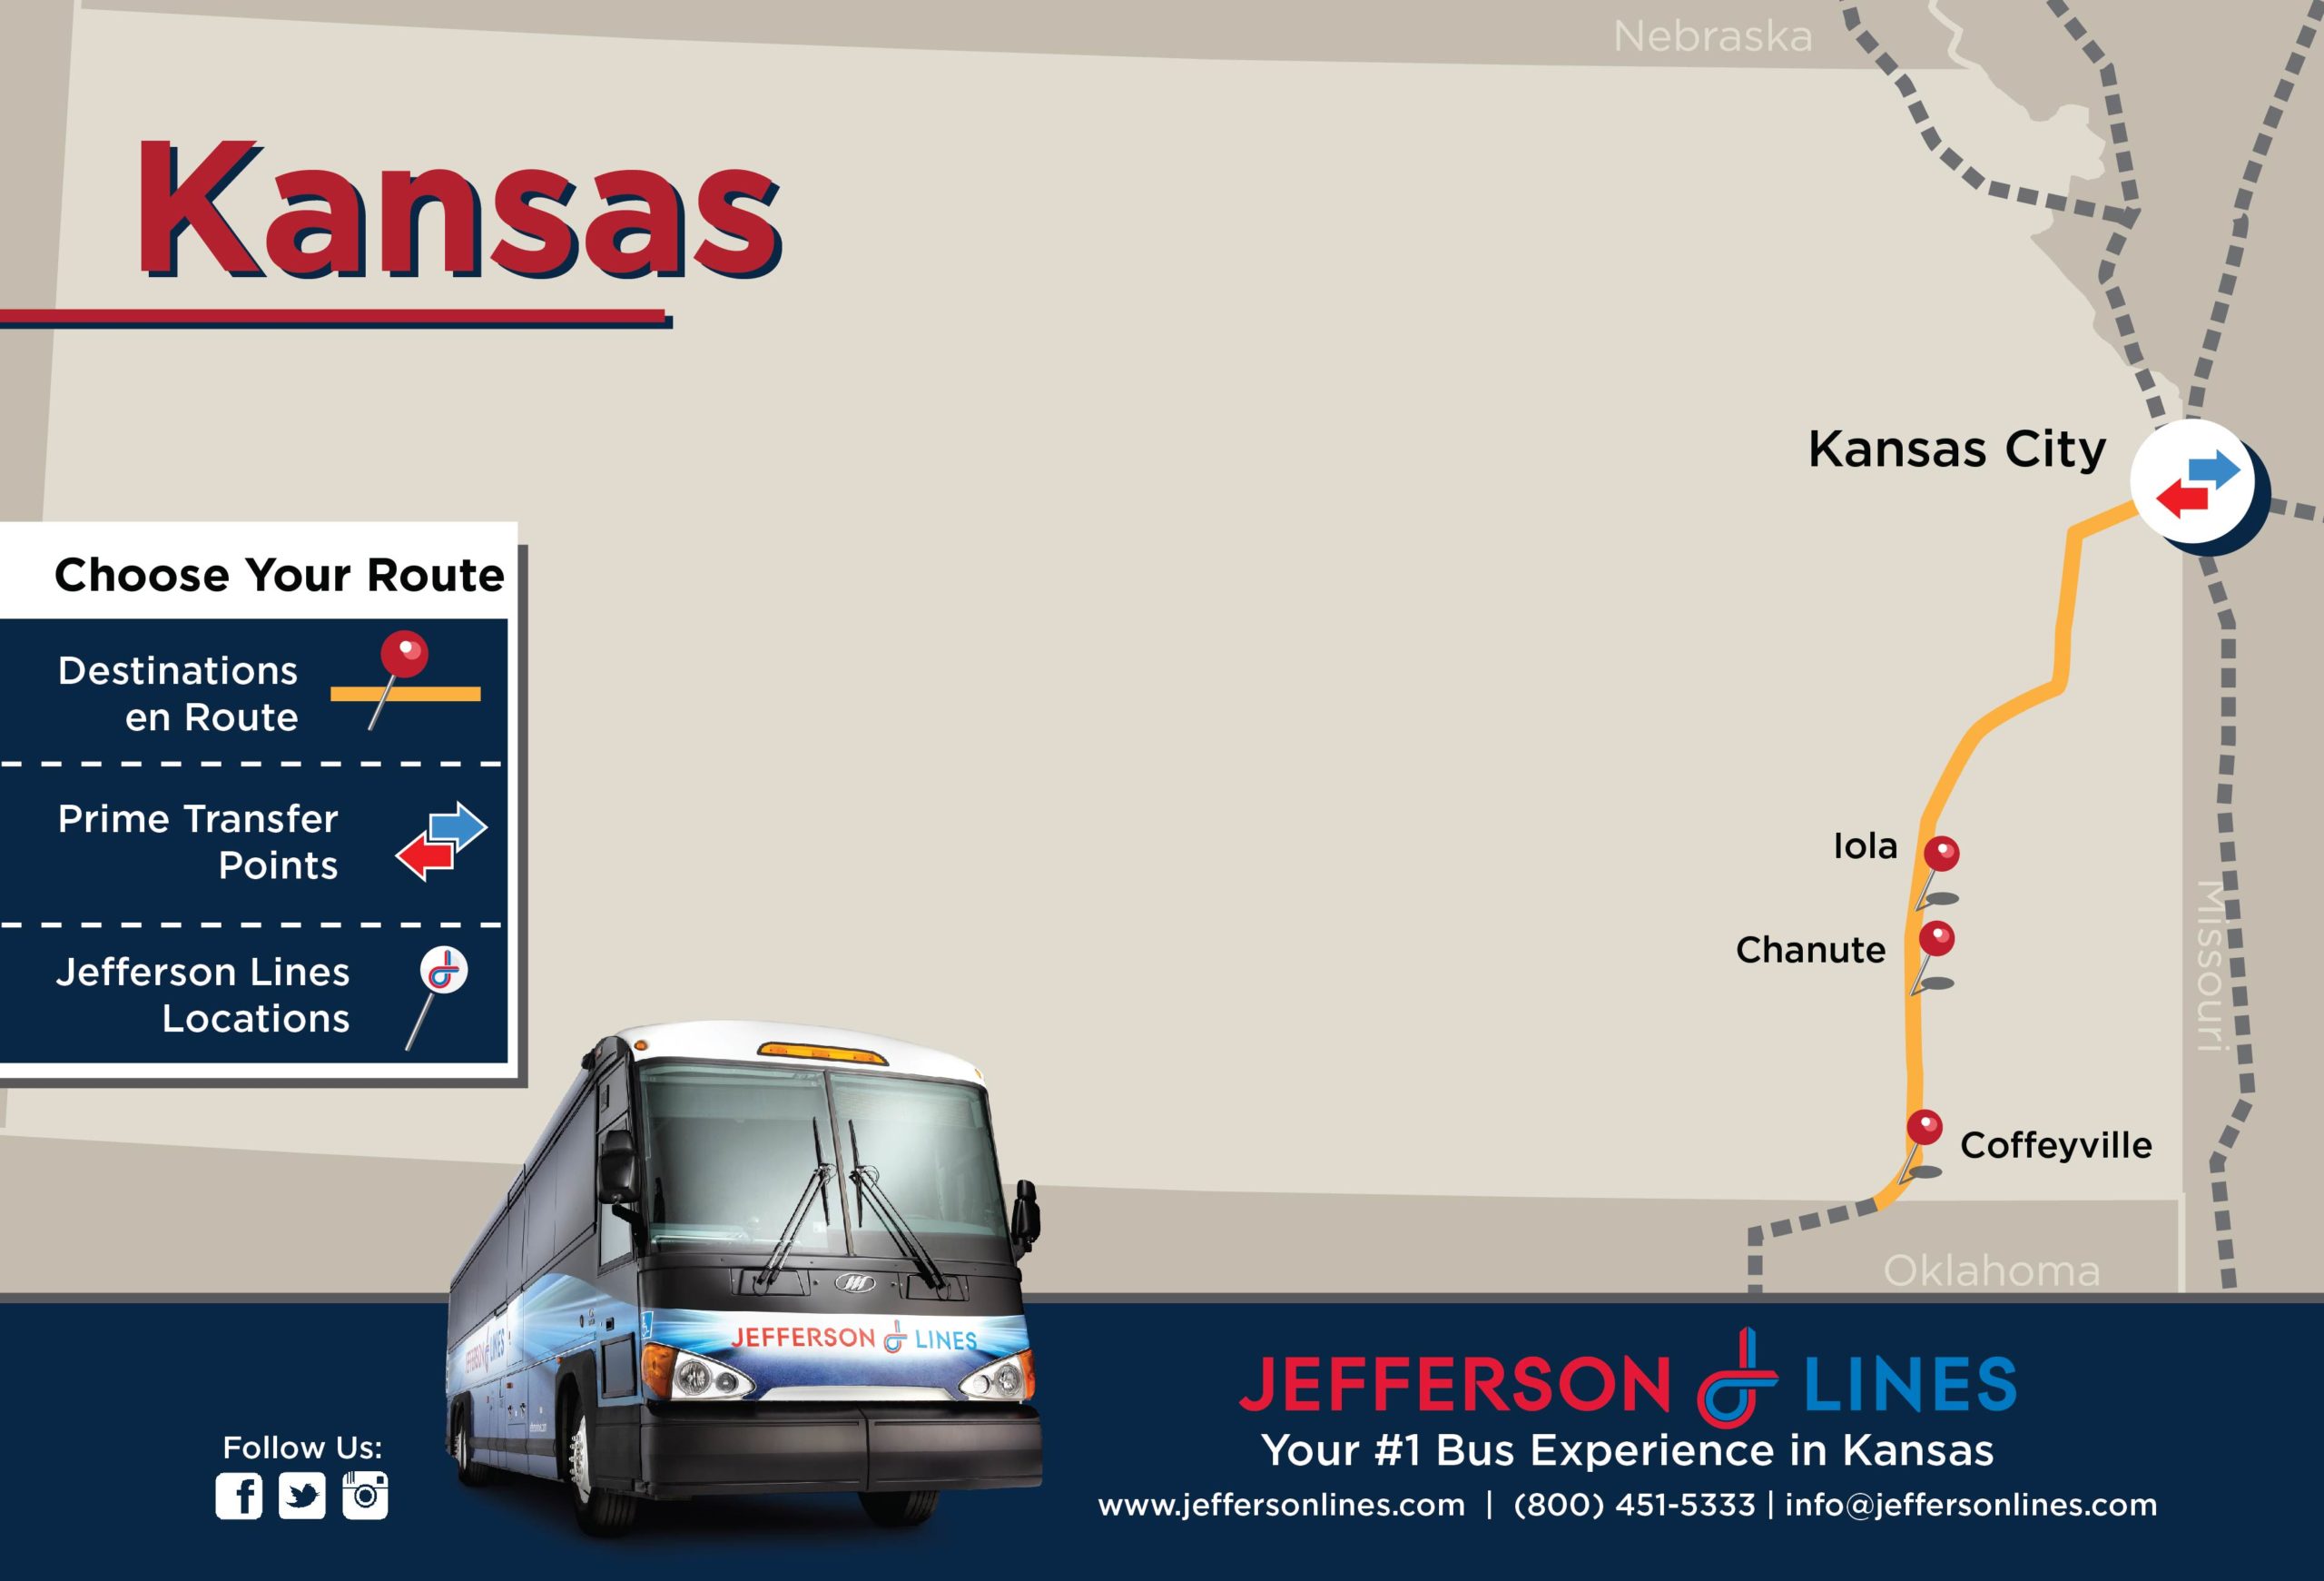 Nebraska
Kansas
Kansas City
Choose Your Route
Destinations
en Route
Prime Transfer
Points
Jefferson Lines
Locations
Iola
Chanute
Missouri
Coffeyville
Oklahoma
JEFFERSON LINES
JEFFERSON LINES
JEFFERSON LINES
Your #1 Bus Experience in Kansas
Follow Us:
www.jeffersonlines.com | (800) 451-5333 | info@jeffersonlines.com